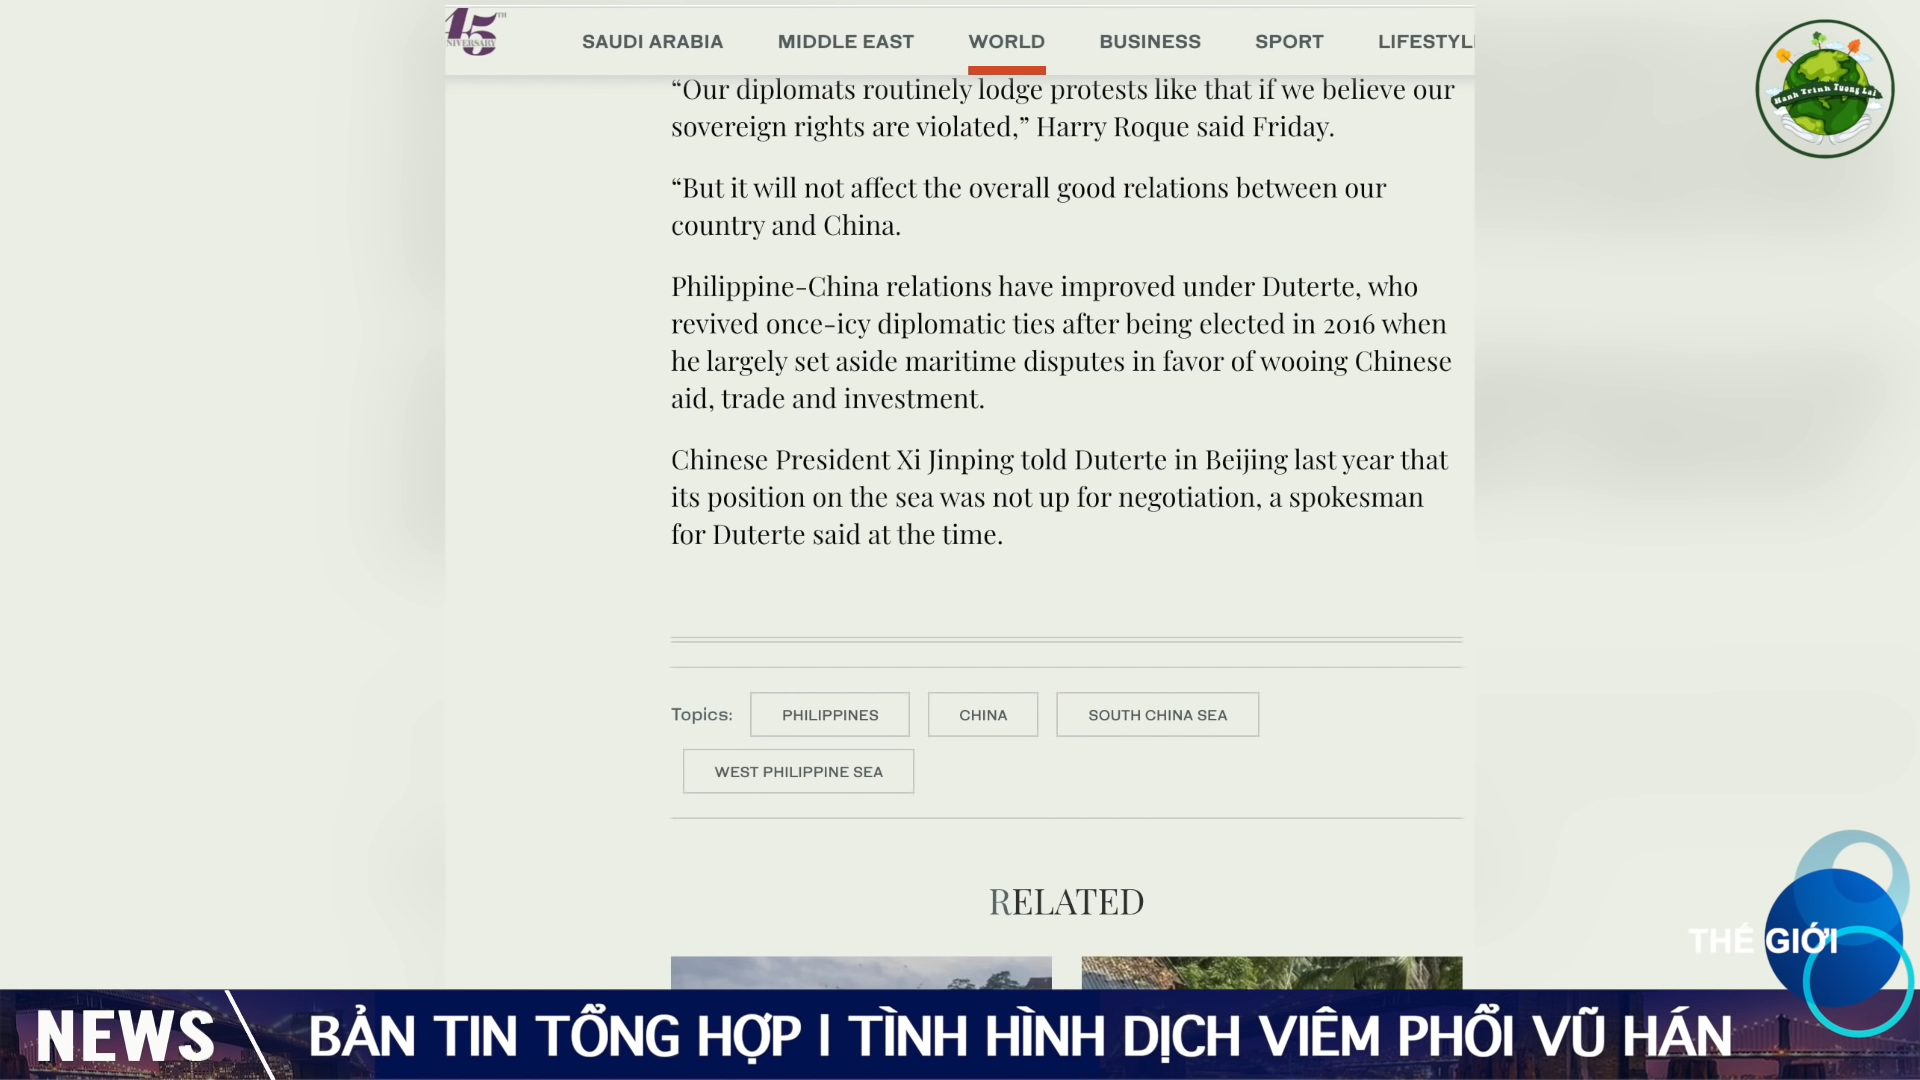 45TH
ANNIVERSARY
SAUDI ARABIA MIDDLE EAST WORLD BUSINESS SPORT
“Our diplomats routinely lodge protests like that if we believe our
sovereign rights are violated,” Harry Roque said Friday.
“But it will not affect the overall good relations between our
country and China.
Philippine-China relations have improved under Duterte, who
revived once-icy diplomatic ties after being elected in 2016 when
he largely set aside maritime disputes in favor of wooing Chinese
aid, trade and investment.
Chinese President Xi Jinping told Duterte in Beijing last year that
its position on the sea was not up for negotiation, a spokesman
for Duterte said at the time.
Topics: PHILIPPINES CHINA SOUTH CHINA SEA
WEST PHILIPPINE SEA
RELATED
Hành Trình Tương Lai
THẾ GIỚI
NEWS BẢN TIN TỔNG HỢP | TÌNH HÌNH DỊCH VIÊM PHỔI VŨ HÁN